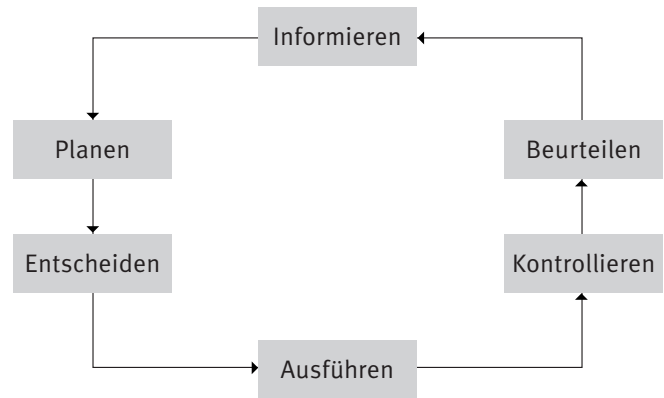 Informieren
Planen
Beurteilen
Entscheiden
Kontrollieren
Ausführen